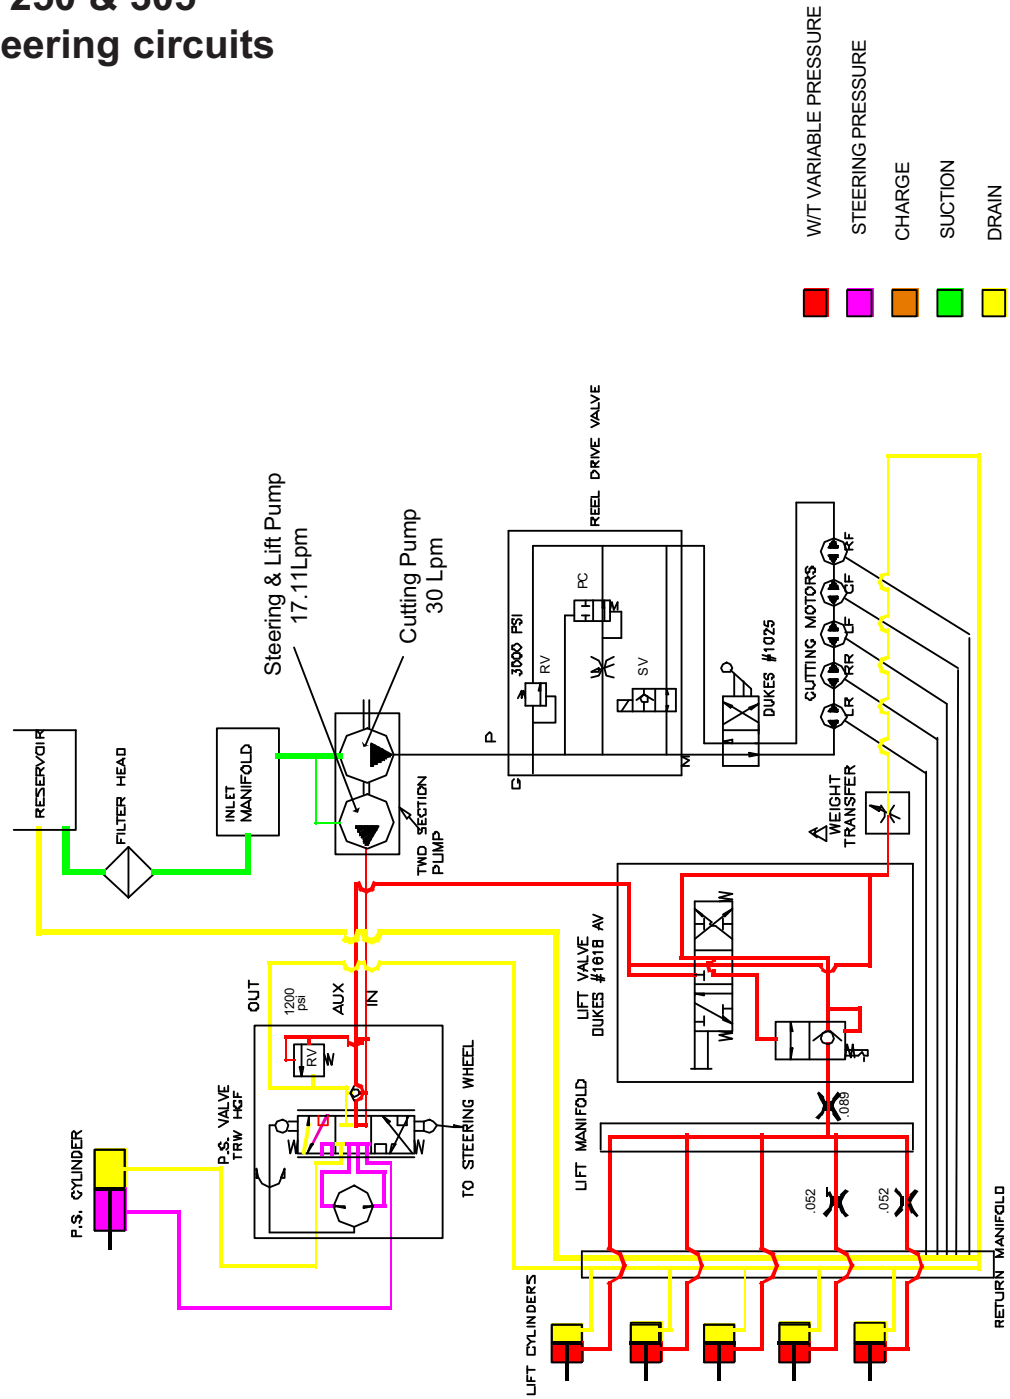 250 & 305
eering circuits
W/T VARIABLE PRESSURE
STEERING PRESSURE
CHARGE
SUCTION
DRAIN
RESERVOIR
FILTER HEAD
INLET
MANIFOLD
Steering & Lift Pump
17.11Lpm
Cutting Pump
30 Lpm
TWO SECTION
PUMP
REEL DRIVE VALVE
3000 PSI
RV
PC
SV
P
G
M
DUKES #1025
CUTTING MOTORS
LR
RR
LF
CF
RF
WEIGHT
TRANSFER
OUT
1200
psi
AUX
IN
RV
P.S. VALVE
TRW HGF
TO STEERING WHEEL
P.S. CYLINDER
LIFT VALVE
DUKES #1618 AV
LIFT MANIFOLD
.089
.052
.052
LIFT CYLINDERS
RETURN MANIFOLD